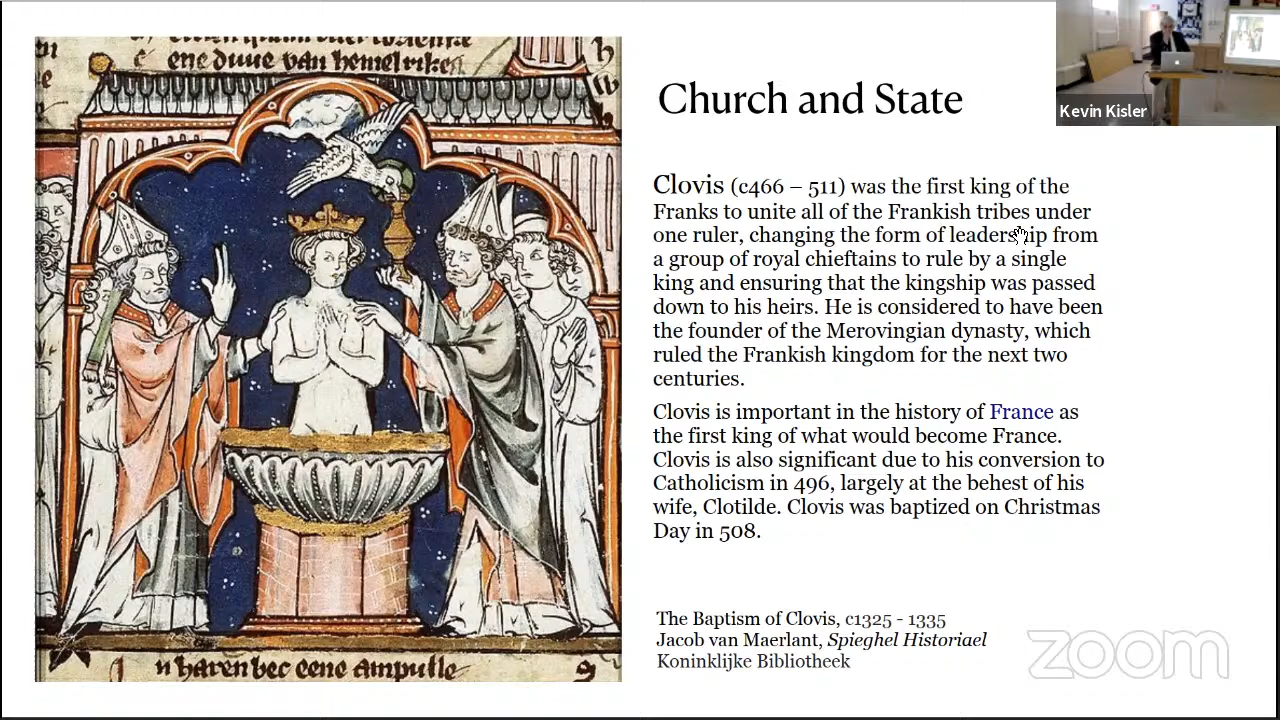 ene duve van hemelrike
Church and State
Kevin Kisler
Clovis (c466 – 511) was the first king of the
Franks to unite all of the Frankish tribes under
one ruler, changing the form of leadership from
a group of royal chieftains to rule by a single
king and ensuring that the kingship was passed
down to his heirs. He is considered to have been
the founder of the Merovingian dynasty, which
ruled the Frankish kingdom for the next two
centuries.
Clovis is important in the history of France as
the first king of what would become France.
Clovis is also significant due to his conversion to
Catholicism in 496, largely at the behest of his
wife, Clotilde. Clovis was baptized on Christmas
Day in 508.
The Baptism of Clovis, c1325 - 1335
Jacob van Maerlant, Spieghel Historiael
Koninklijke Bibliotheek
zoom
eene ampulle